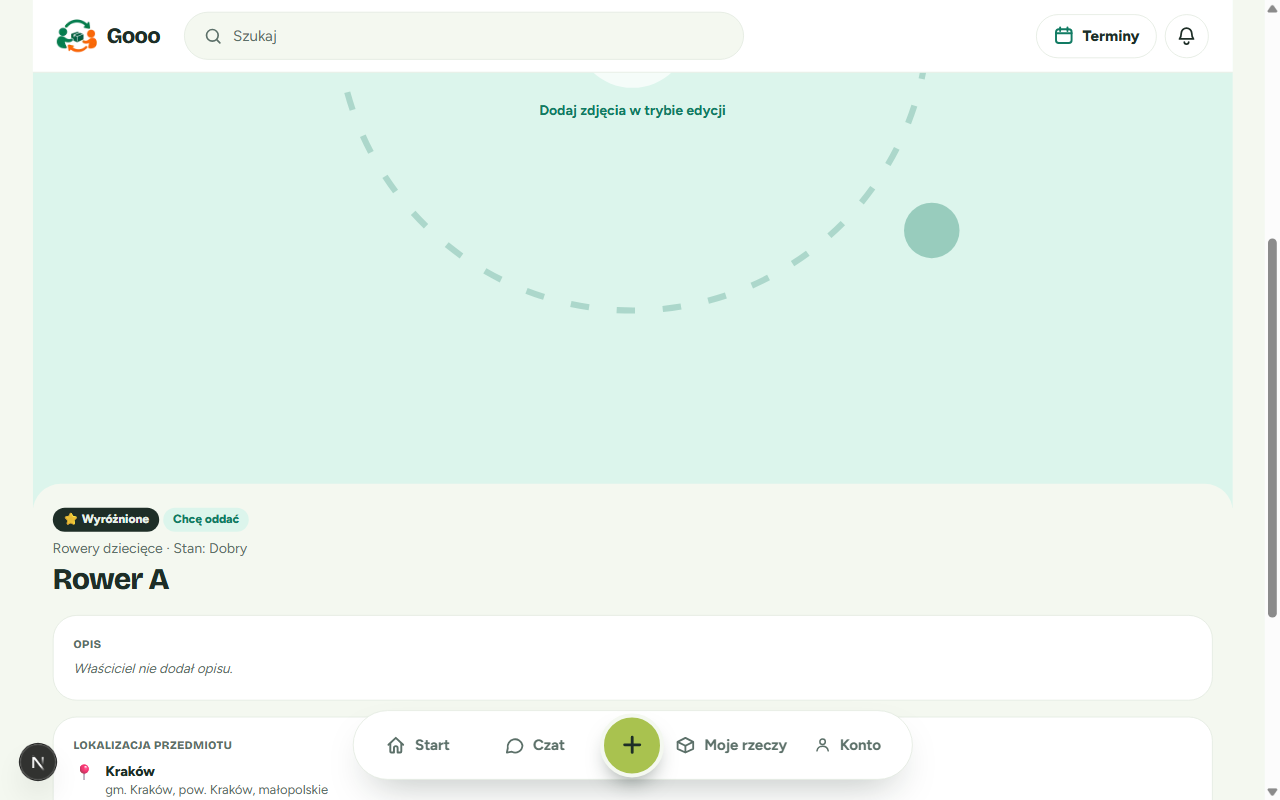 Gooo
Szukaj
Terminy
Dodaj zdjęcia w trybie edycji
Wyróżnione
Chcę oddać
Rowery dziecięce · Stan: Dobry
Rower A
OPIS
Właściciel nie dodał opisu.
LOKALIZACJA PRZEDMIOTU
Kraków
gm. Kraków, pow. Kraków, małopolskie
Start
Czat
Moje rzeczy
Konto
N